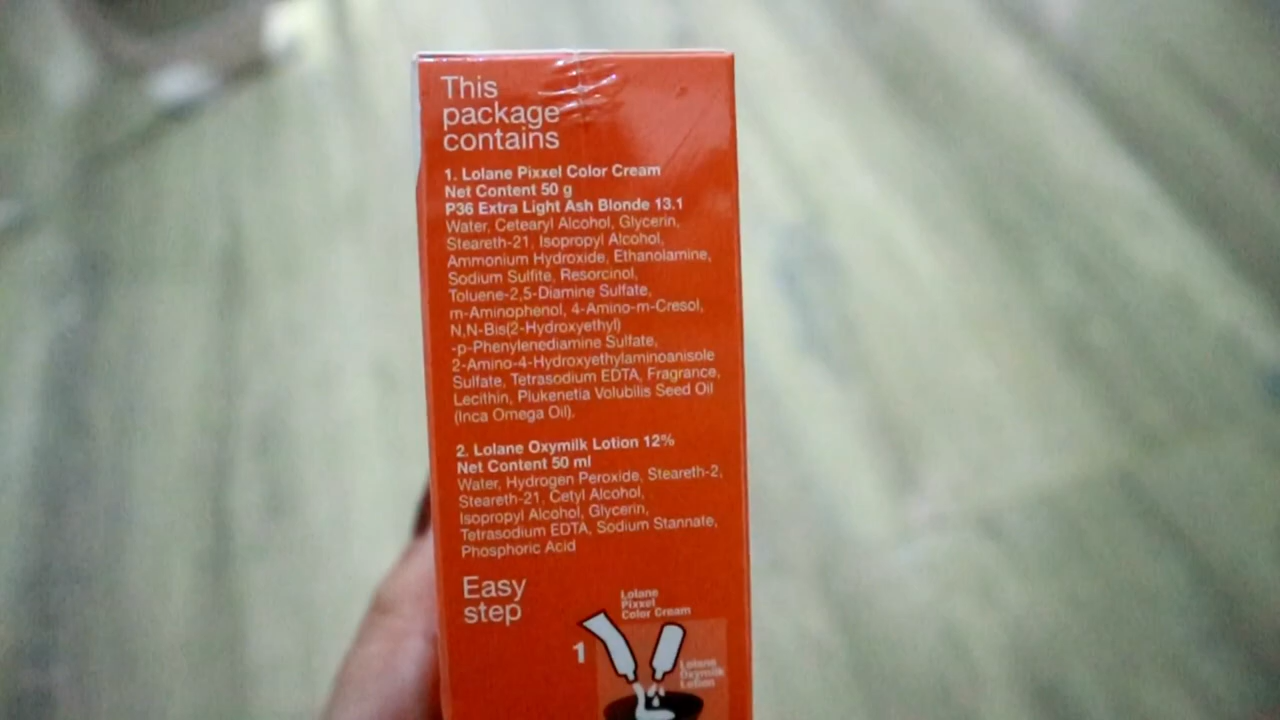 This
package
contains
1. Lolane Pixxel Color Cream
Net Content 50 g
P36 Extra Light Ash Blonde 13.1
Water, Cetearyl Alcohol, Glycerin,
Steareth-21, Isopropyl Alcohol,
Ammonium Hydroxide, Ethanolamine,
Sodium Sulfite, Resorcinol,
Toluene-2,5-Diamine Sulfate,
m-Aminophenol, 4-Amino-m-Cresol,
N,N-Bis(2-Hydroxyethyl)
-p-Phenylenediamine Sulfate,
2-Amino-4-Hydroxyethylaminoanisole
Sulfate, Tetrasodium EDTA, Fragrance,
Lecithin, Plukenetia Volubilis Seed Oil
(Inca Omega Oil).
2. Lolane Oxymilk Lotion 12%
Net Content 50 ml
Water, Hydrogen Peroxide, Steareth-2,
Steareth-21, Cetyl Alcohol,
Isopropyl Alcohol, Glycerin,
Tetrasodium EDTA, Sodium Stannate,
Phosphoric Acid
Easy
step
Lolane
Pixxel
Color Cream
1
Lolane
Oxymilk
Lotion